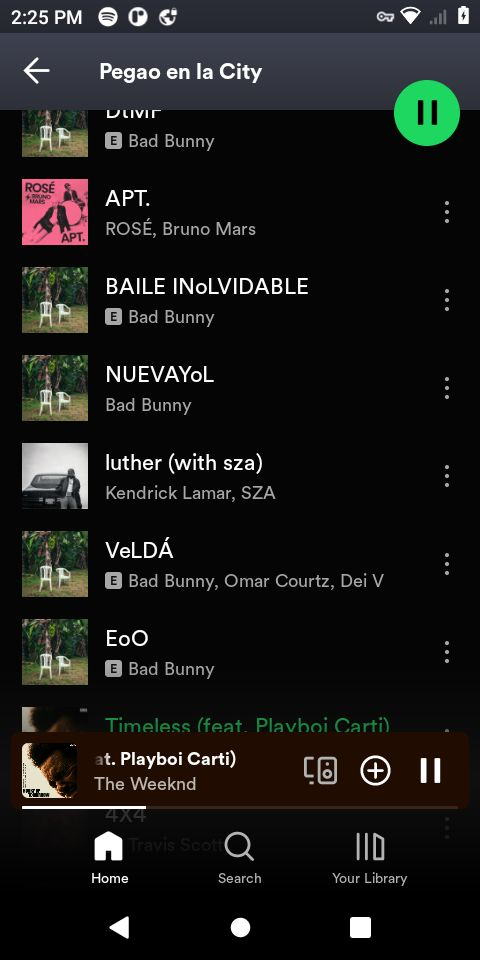 2:25 PM
Pegao en la City
DtMF
E Bad Bunny
ROSÉ
& BRUNO
MARS
APT.
APT.
ROSÉ, Bruno Mars
BAILE INoLVIDABLE
E Bad Bunny
NUEVAYoL
Bad Bunny
luther (with sza)
Kendrick Lamar, SZA
VeLDÁ
E Bad Bunny, Omar Courtz, Dei V
EoO
E Bad Bunny
Timeless (feat. Playboi Carti)
at. Playboi Carti)
The Weeknd
4X4
Travis Scott
Home
Search
Your Library